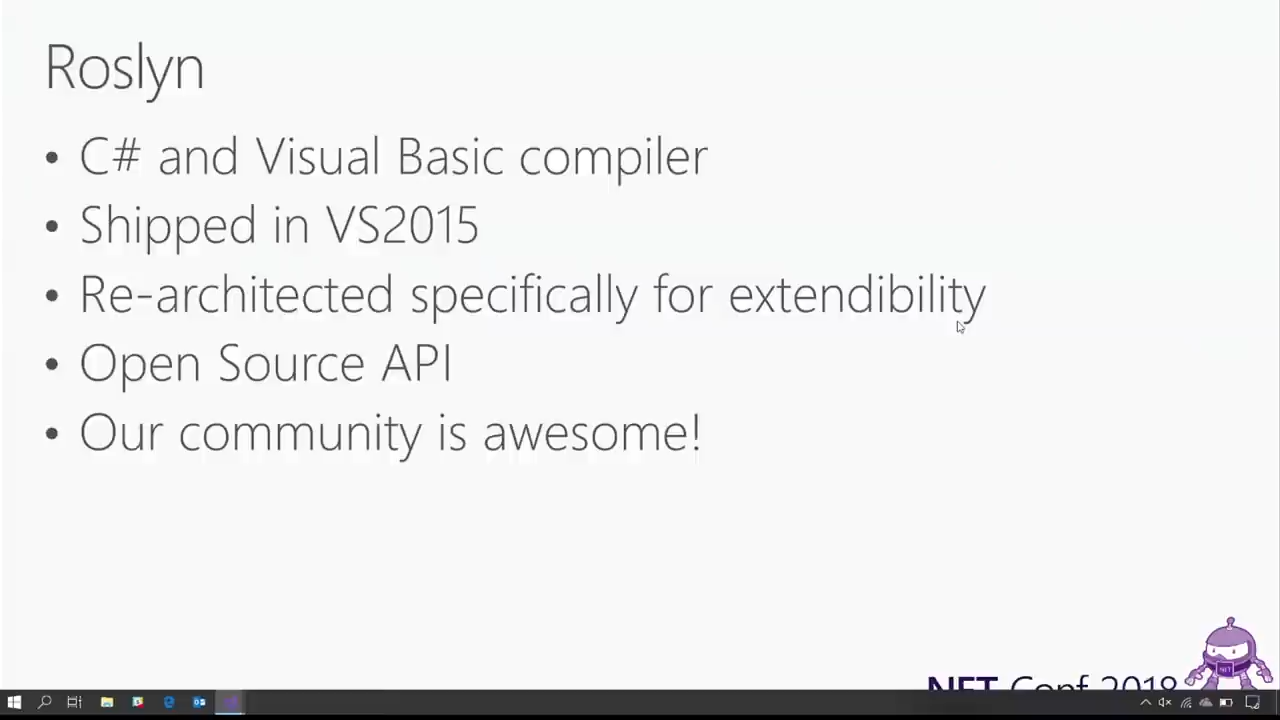 Roslyn
• C# and Visual Basic compiler
• Shipped in VS2015
• Re-architected specifically for extendibility
• Open Source API
• Our community is awesome!
.NET Conf 2018
.NET